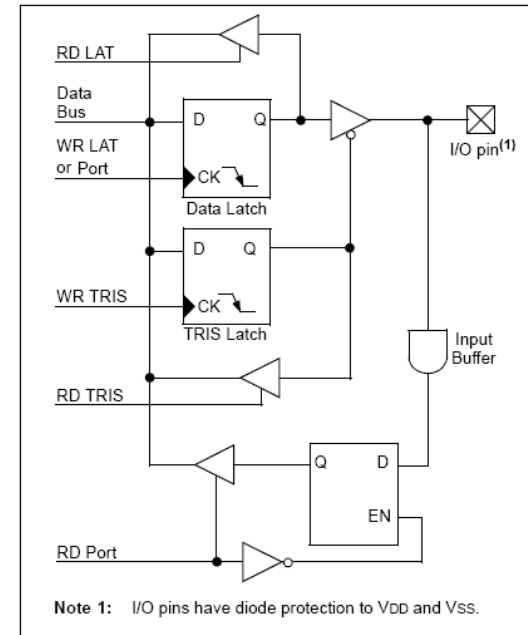 RD LAT
Data
Bus
D Q
WR LAT
or Port
I/O pin(1)
CK
Data Latch
D Q
WR TRIS
CK
TRIS Latch
Input
Buffer
RD TRIS
Q D
EN
RD Port
Note 1: I/O pins have diode protection to VDD and VSS.